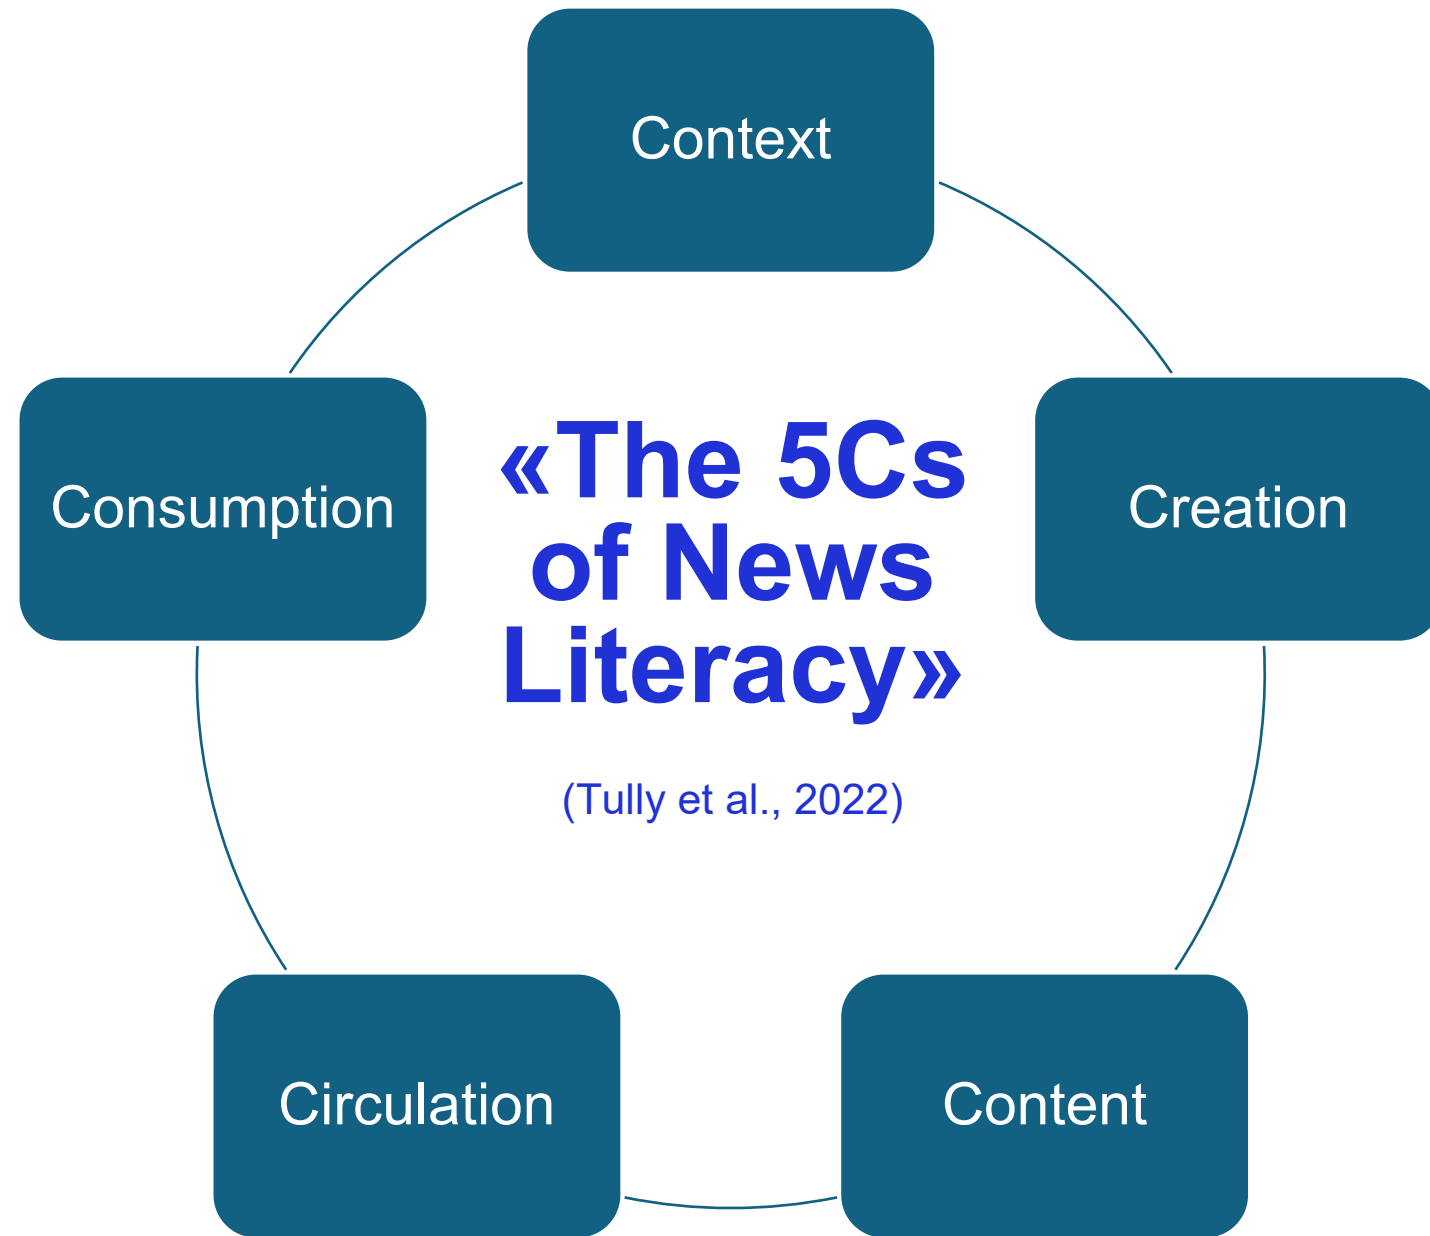 Context
Consumption
«The 5Cs
of News
Literacy»
Creation
(Tully et al., 2022)
Circulation
Content